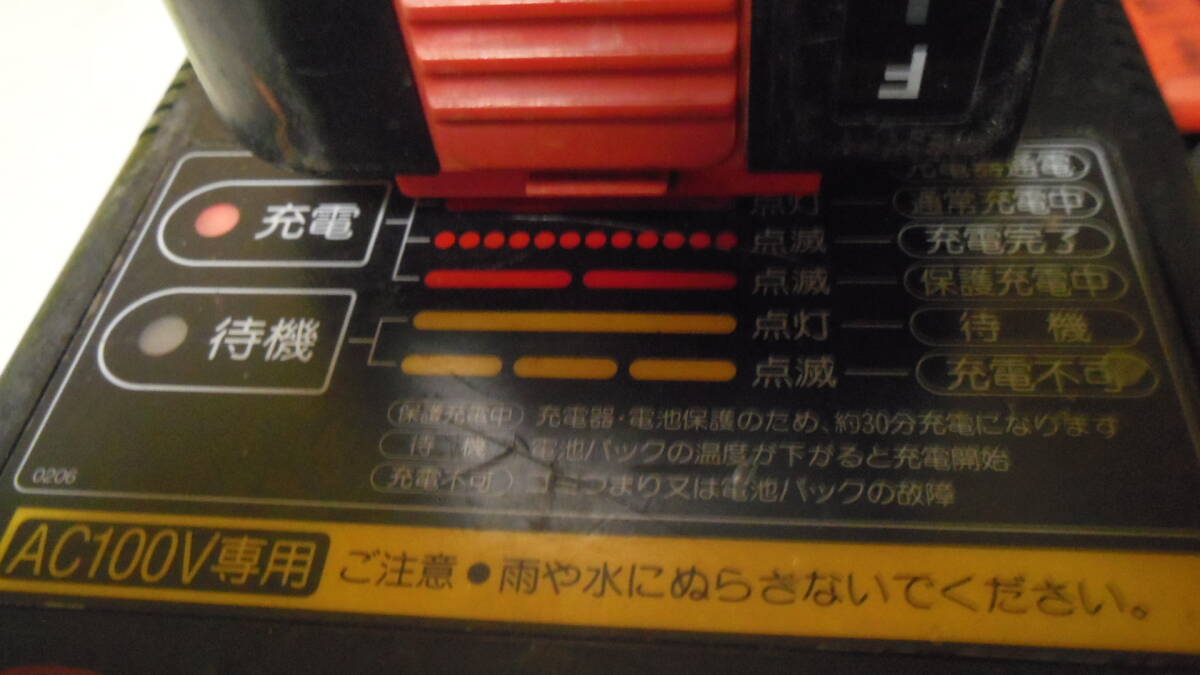 F
充電器通電
充電 点灯 通常充電中
点滅 充電完了
点滅 保護充電中
待機 点灯 待機
点滅 充電不可
保護充電中 充電器・電池保護のため、約30分充電になります
待機 電池パックの温度が下がると充電開始
充電不可 ゴミつまり又は電池パックの故障
0206
AC100V専用 ご注意●雨や水にぬらさないでください。